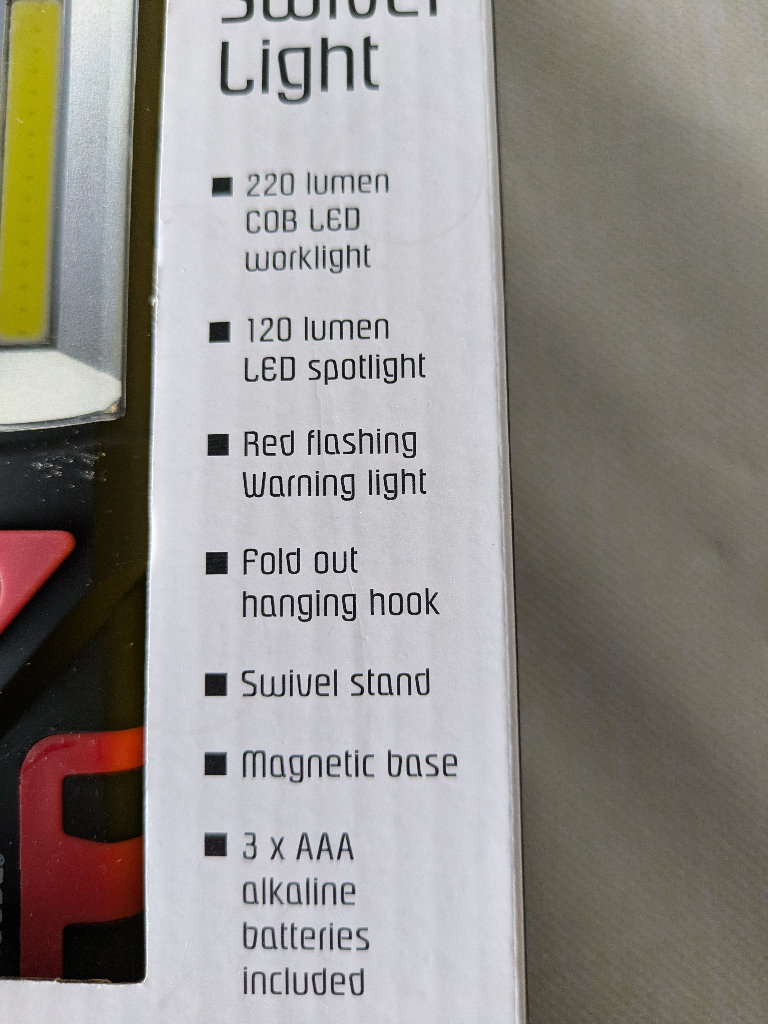 Swivel
Light
■ 220 lumen
COB LED
worklight
■ 120 lumen
LED spotlight
■ Red flashing
Warning light
■ Fold out
hanging hook
■ Swivel stand
■ Magnetic base
■ 3 x AAA
alkaline
batteries
included